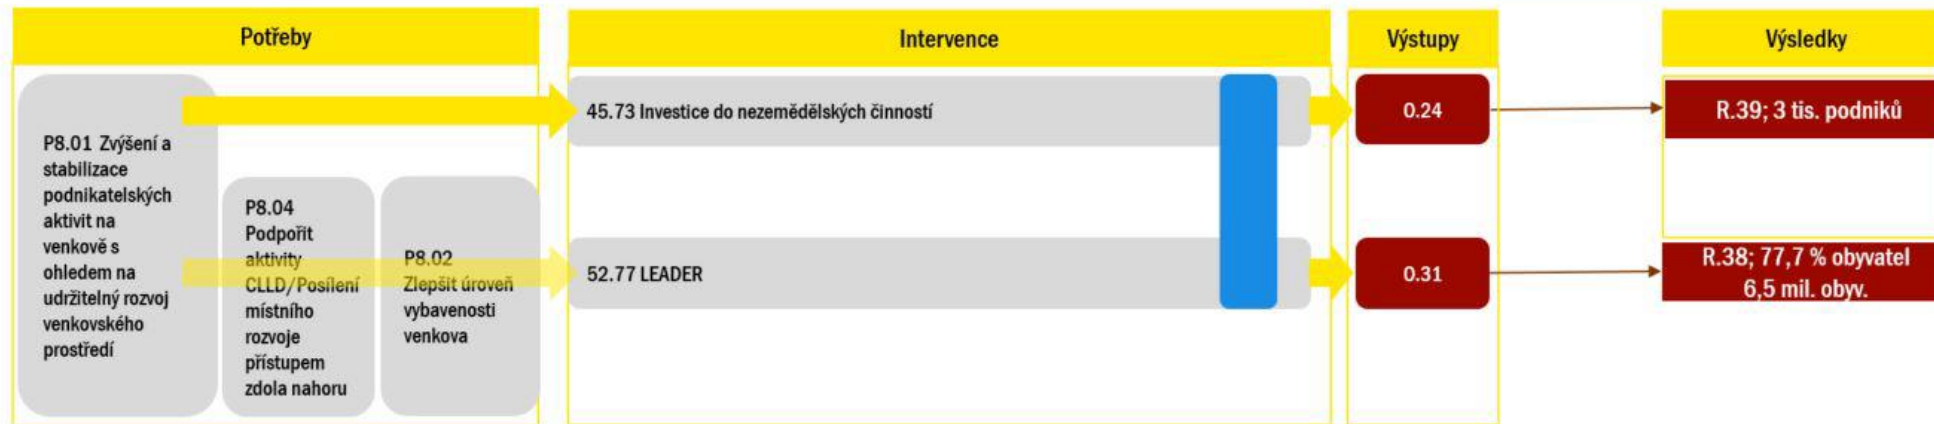 Potřeby
Intervence
Výstupy
Výsledky
P8.01 Zvýšení a
stabilizace
podnikatelských
aktivit na
venkově s
ohledem na
udržitelný rozvoj
venkovského
prostředí
P8.04
Podpořit
aktivity
CLLD/Posílení
místního
rozvoje
přístupem
zdola nahoru
P8.02
Zlepšit úroveň
vybavenosti
venkova
45.73 Investice do nezemědělských činností
0.24
R.39; 3 tis. podniků
52.77 LEADER
0.31
R.38; 77,7 % obyvatel
6,5 mil. obyv.